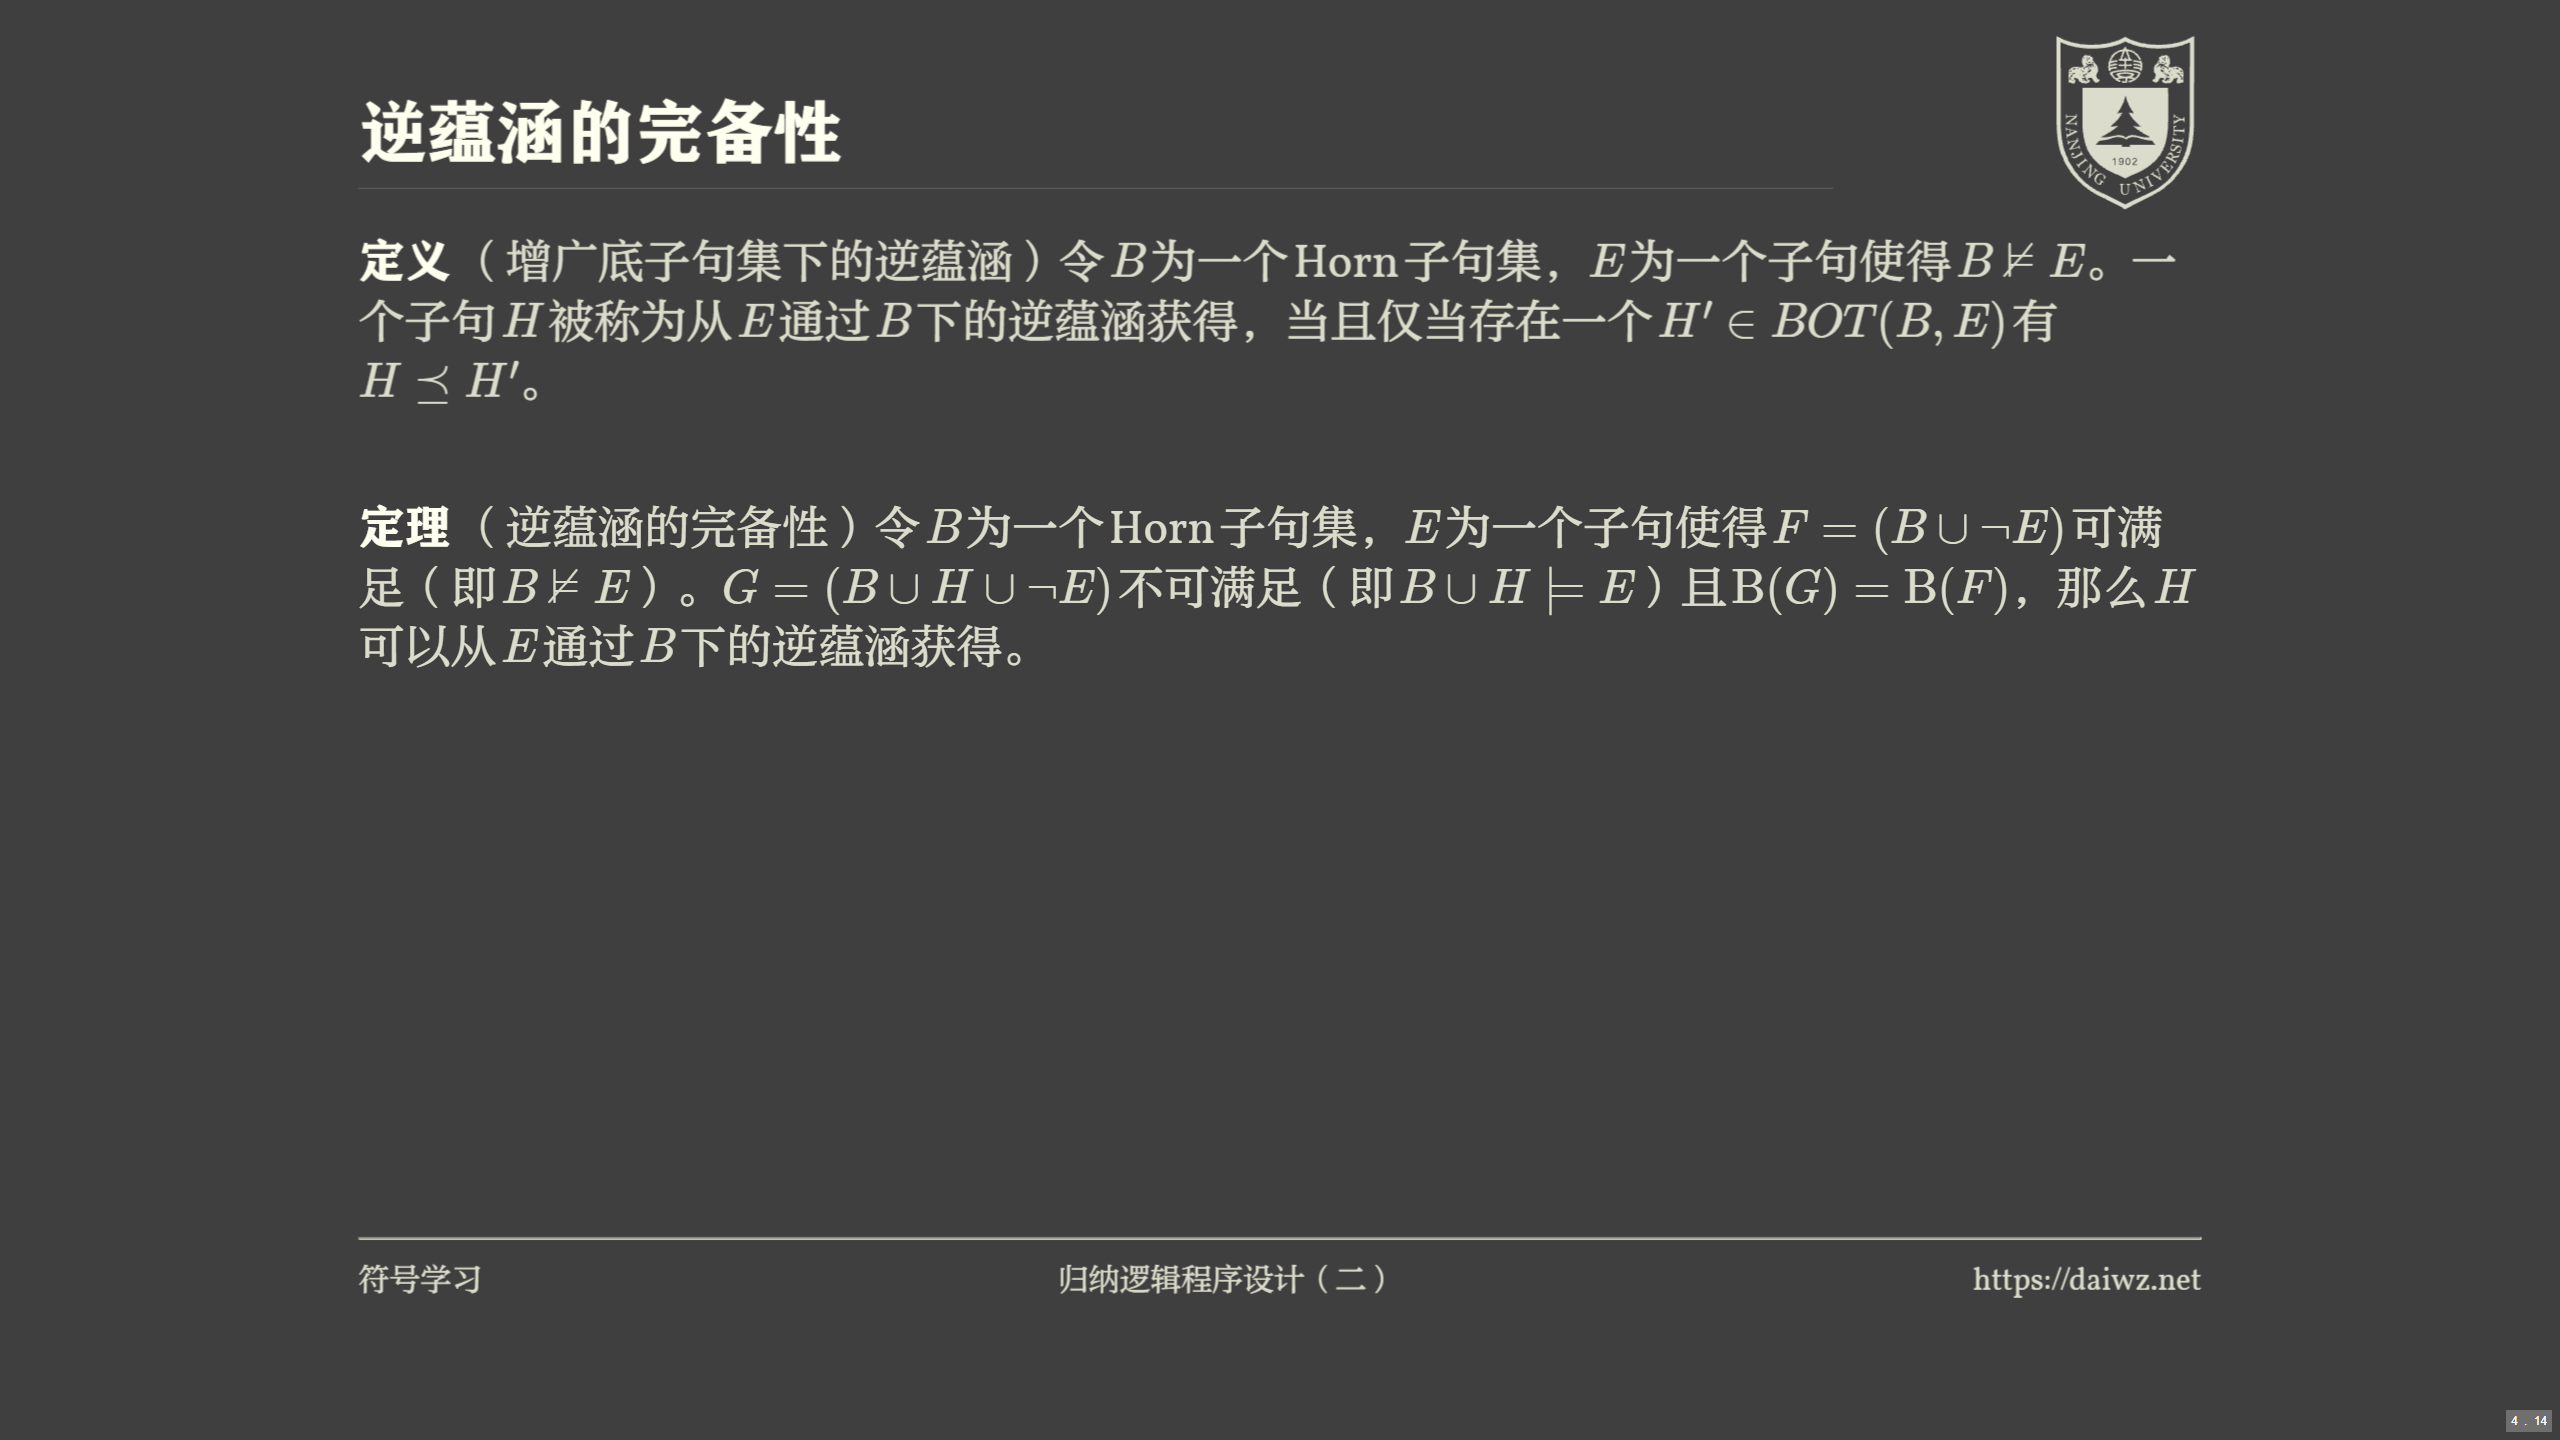 逆蕴涵的完备性
NANJING UNIVERSITY
1902
定义（增广底子句集下的逆蕴涵）令B为一个Horn子句集，E为一个子句使得B⊬E。一
个子句H被称为从E通过B下的逆蕴涵获得，当且仅当存在一个H′ ∈ BOT(B, E)有
H ⪯ H′。
定理（逆蕴涵的完备性）令B为一个Horn子句集，E为一个子句使得F = (B ∪ ¬E)可满
足（即B⊬E）。G = (B ∪ H ∪ ¬E)不可满足（即B ∪ H ⊨ E）且B(G) = B(F)，那么H
可以从E通过B下的逆蕴涵获得。
符号学习 归纳逻辑程序设计（二） https://daiwz.net
4 . 14